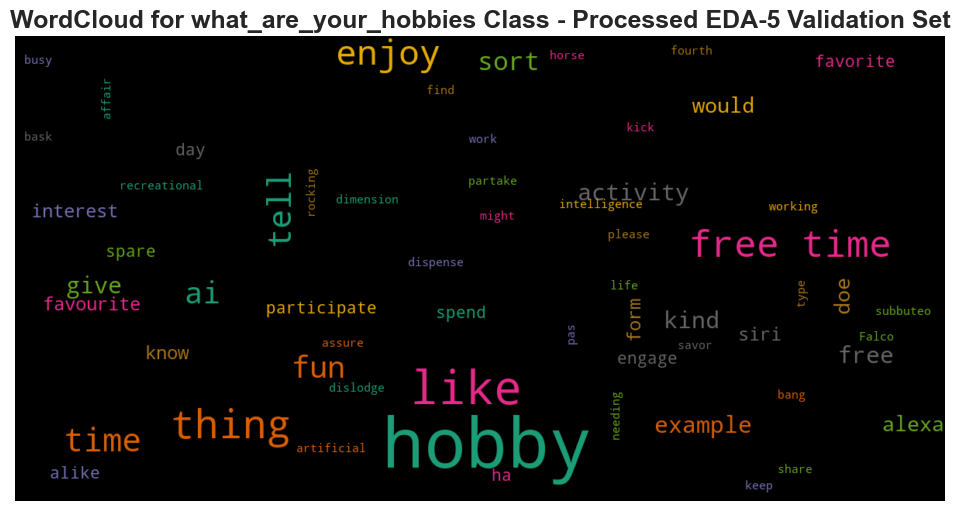 WordCloud for what_are_your_hobbies Class - Processed EDA-5 Validation Set
busy
enjoy
sort
horse
fourth
favorite
affair
find
would
bask
day
work
kick
recreational
tell
rocking
dimension
partake
activity
intelligence
working
interest
might
please
free time
spare
dispense
give
favourite
ai
participate
spend
life
form
type
doe
subbuteo
kind
siri
Falco
pas
know
assure
savor
engage
free
fun
dislodge
like
needing
bang
thing
hobby
example
alexa
time
artificial
alike
ha
share
keep